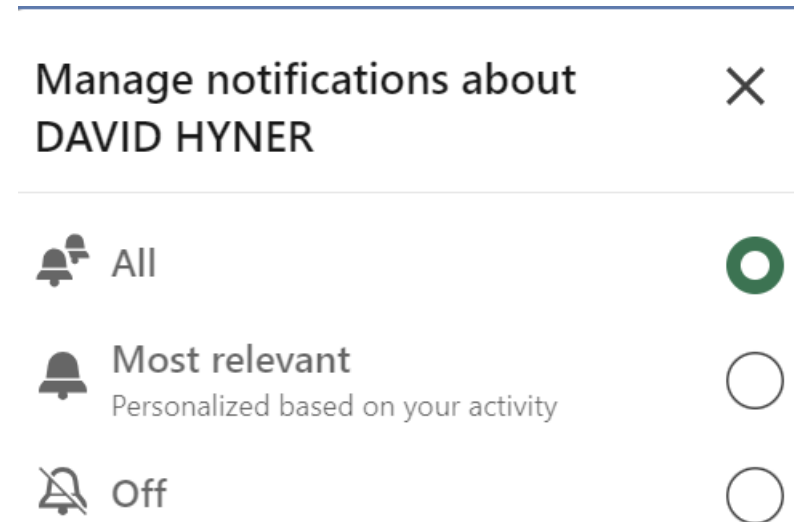 Manage notifications about
DAVID HYNER
All
Most relevant
Personalized based on your activity
Off